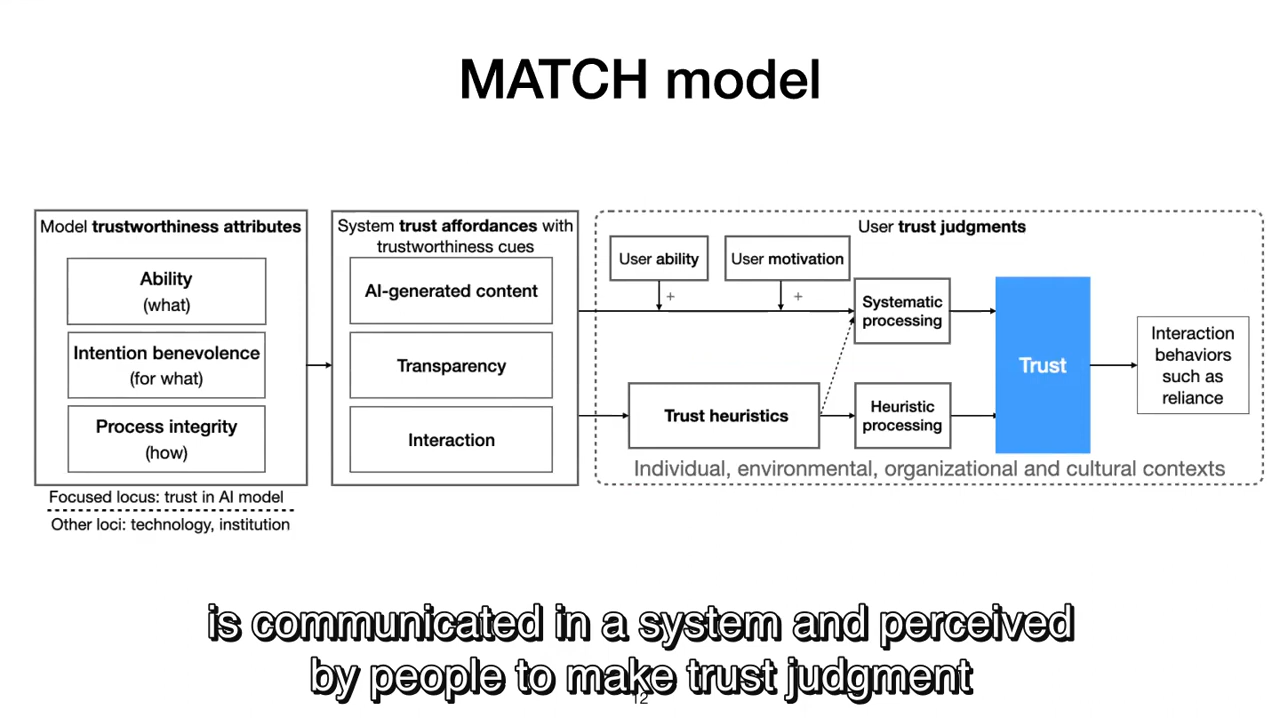 MATCH model
Model trustworthiness attributes
Ability
(what)
Intention benevolence
(for what)
Process integrity
(how)
Focused locus: trust in AI model
Other loci: technology, institution
System trust affordances with
trustworthiness cues
AI-generated content
Transparency
Interaction
User trust judgments
User ability
User motivation
+
+
Systematic
processing
Trust heuristics
Heuristic
processing
Trust
Interaction
behaviors
such as
reliance
Individual, environmental, organizational and cultural contexts
is communicated in a system and perceived
by people to make trust judgment
12